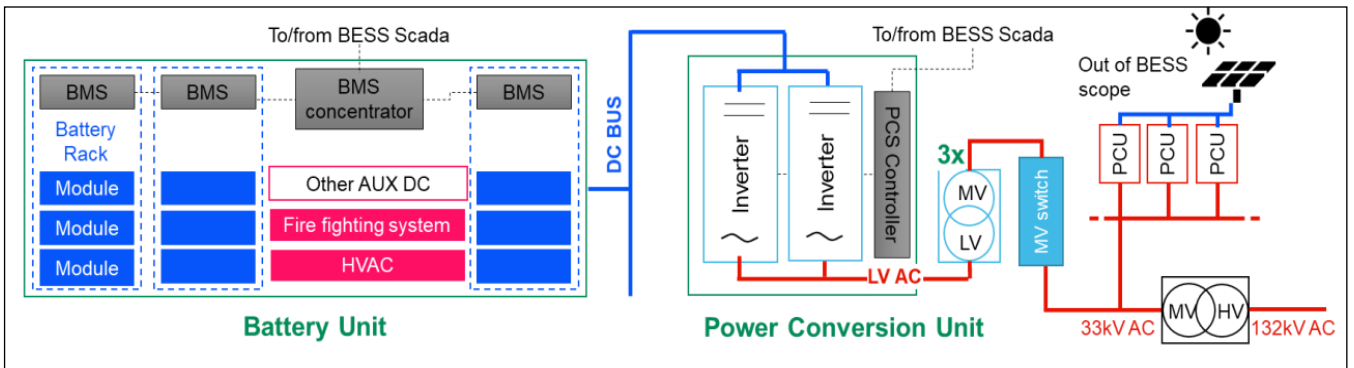 To/from BESS Scada
BMS
BMS
BMS
concentrator
BMS
Battery
Rack
Module
Module
Module
Other AUX DC
Fire fighting system
HVAC
Battery Unit
DC BUS
To/from BESS Scada
Inverter
Inverter
PCS Controller
LV AC
Power Conversion Unit
3x
MV
LV
MV switch
Out of BESS
scope
PCU
PCU
PCU
33kV AC
MV
HV
132kV AC